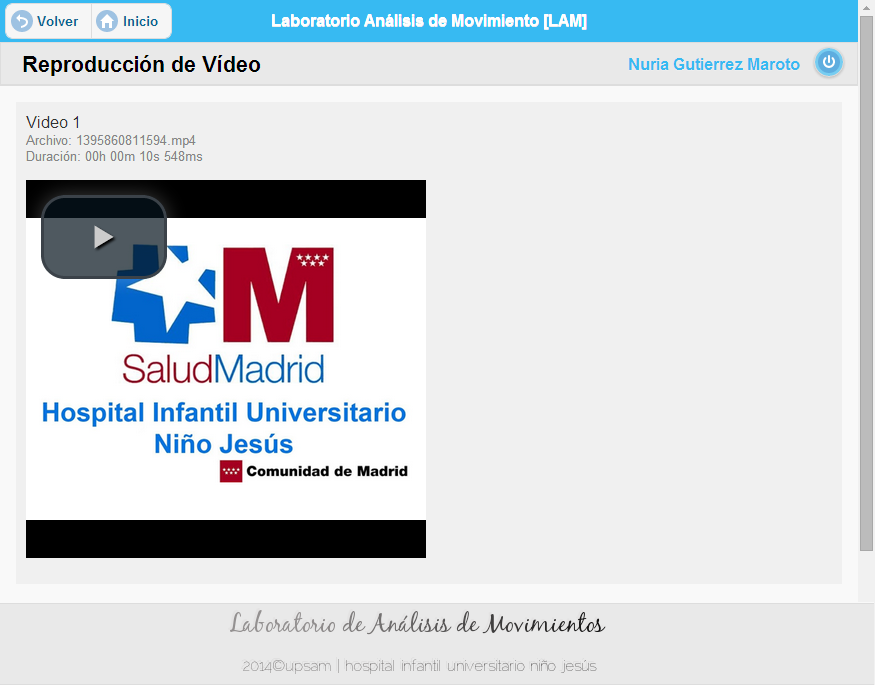 Volver Inicio Laboratorio Análisis de Movimiento [LAM]
Reproducción de Vídeo Nuria Gutierrez Maroto
Video 1
Archivo: 1395860811594.mp4
Duración: 00h 00m 10s 548ms
M
SaludMadrid
Hospital Infantil Universitario
Niño Jesús
Comunidad de Madrid
Laboratorio de Análisis de Movimientos
2014©upsam | hospital infantil universitario niño jesús